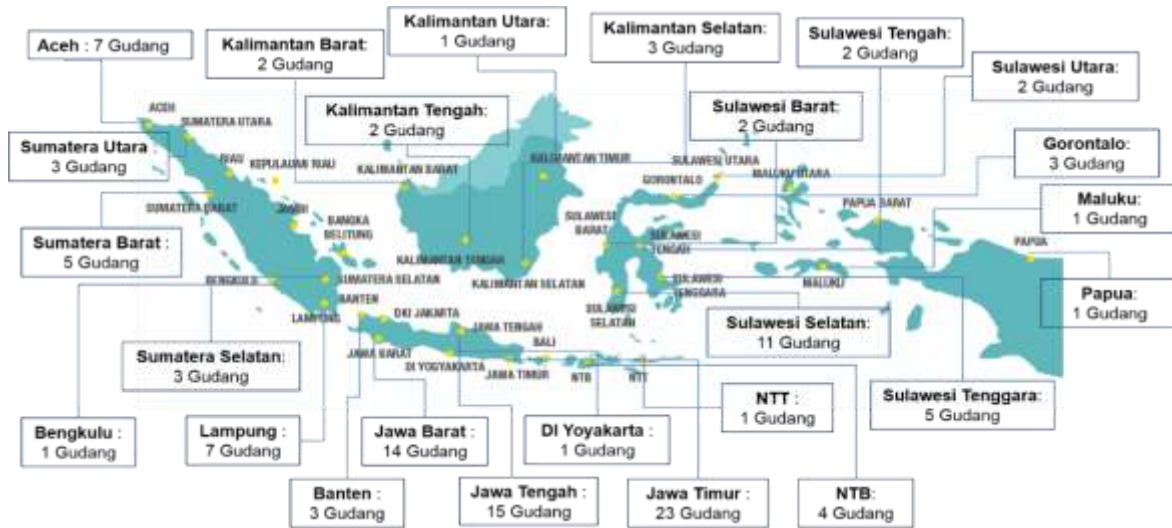 Kalimantan Utara:
1 Gudang
Kalimantan Selatan:
3 Gudang
Sulawesi Tengah:
2 Gudang
Aceh : 7 Gudang
Kalimantan Barat:
2 Gudang
Sulawesi Utara:
2 Gudang
Kalimantan Tengah:
2 Gudang
Sulawesi Barat:
2 Gudang
ACEH
SUMATERA UTARA
Sumatera Utara
3 Gudang
Gorontalo:
3 Gudang
RIAU
KEPULAUAN RIAU
KALIMANTAN BARAT
KALIMANTAN TIMUR
SULAWESI UTARA
MALUKU UTARA
GORONTALO
Maluku:
1 Gudang
SUMATERA BARAT
JAMBI
BANGKA
BELITUNG
SULAWESI
BARAT
PAPUA BARAT
Sumatera Barat :
5 Gudang
SULAWESI
TENGAH
PAPUA
KALIMANTAN TENGAH
BENGKULU
SUMATERA SELATAN
KALIMANTAN SELATAN
SULAWESI
TENGGARA
MALUKU
Papua:
1 Gudang
BANTEN
LAMPUNG
DKI JAKARTA
SULAWESI
SELATAN
Sulawesi Selatan:
11 Gudang
JAWA TENGAH
BALI
Sumatera Selatan:
3 Gudang
JAWA BARAT
DI YOGYAKARTA
JAWA TIMUR
NTB
NTT
NTT :
1 Gudang
Sulawesi Tenggara:
5 Gudang
Bengkulu :
1 Gudang
Lampung :
7 Gudang
Jawa Barat :
14 Gudang
DI Yoyakarta :
1 Gudang
Banten :
3 Gudang
Jawa Tengah :
15 Gudang
Jawa Timur :
23 Gudang
NTB:
4 Gudang